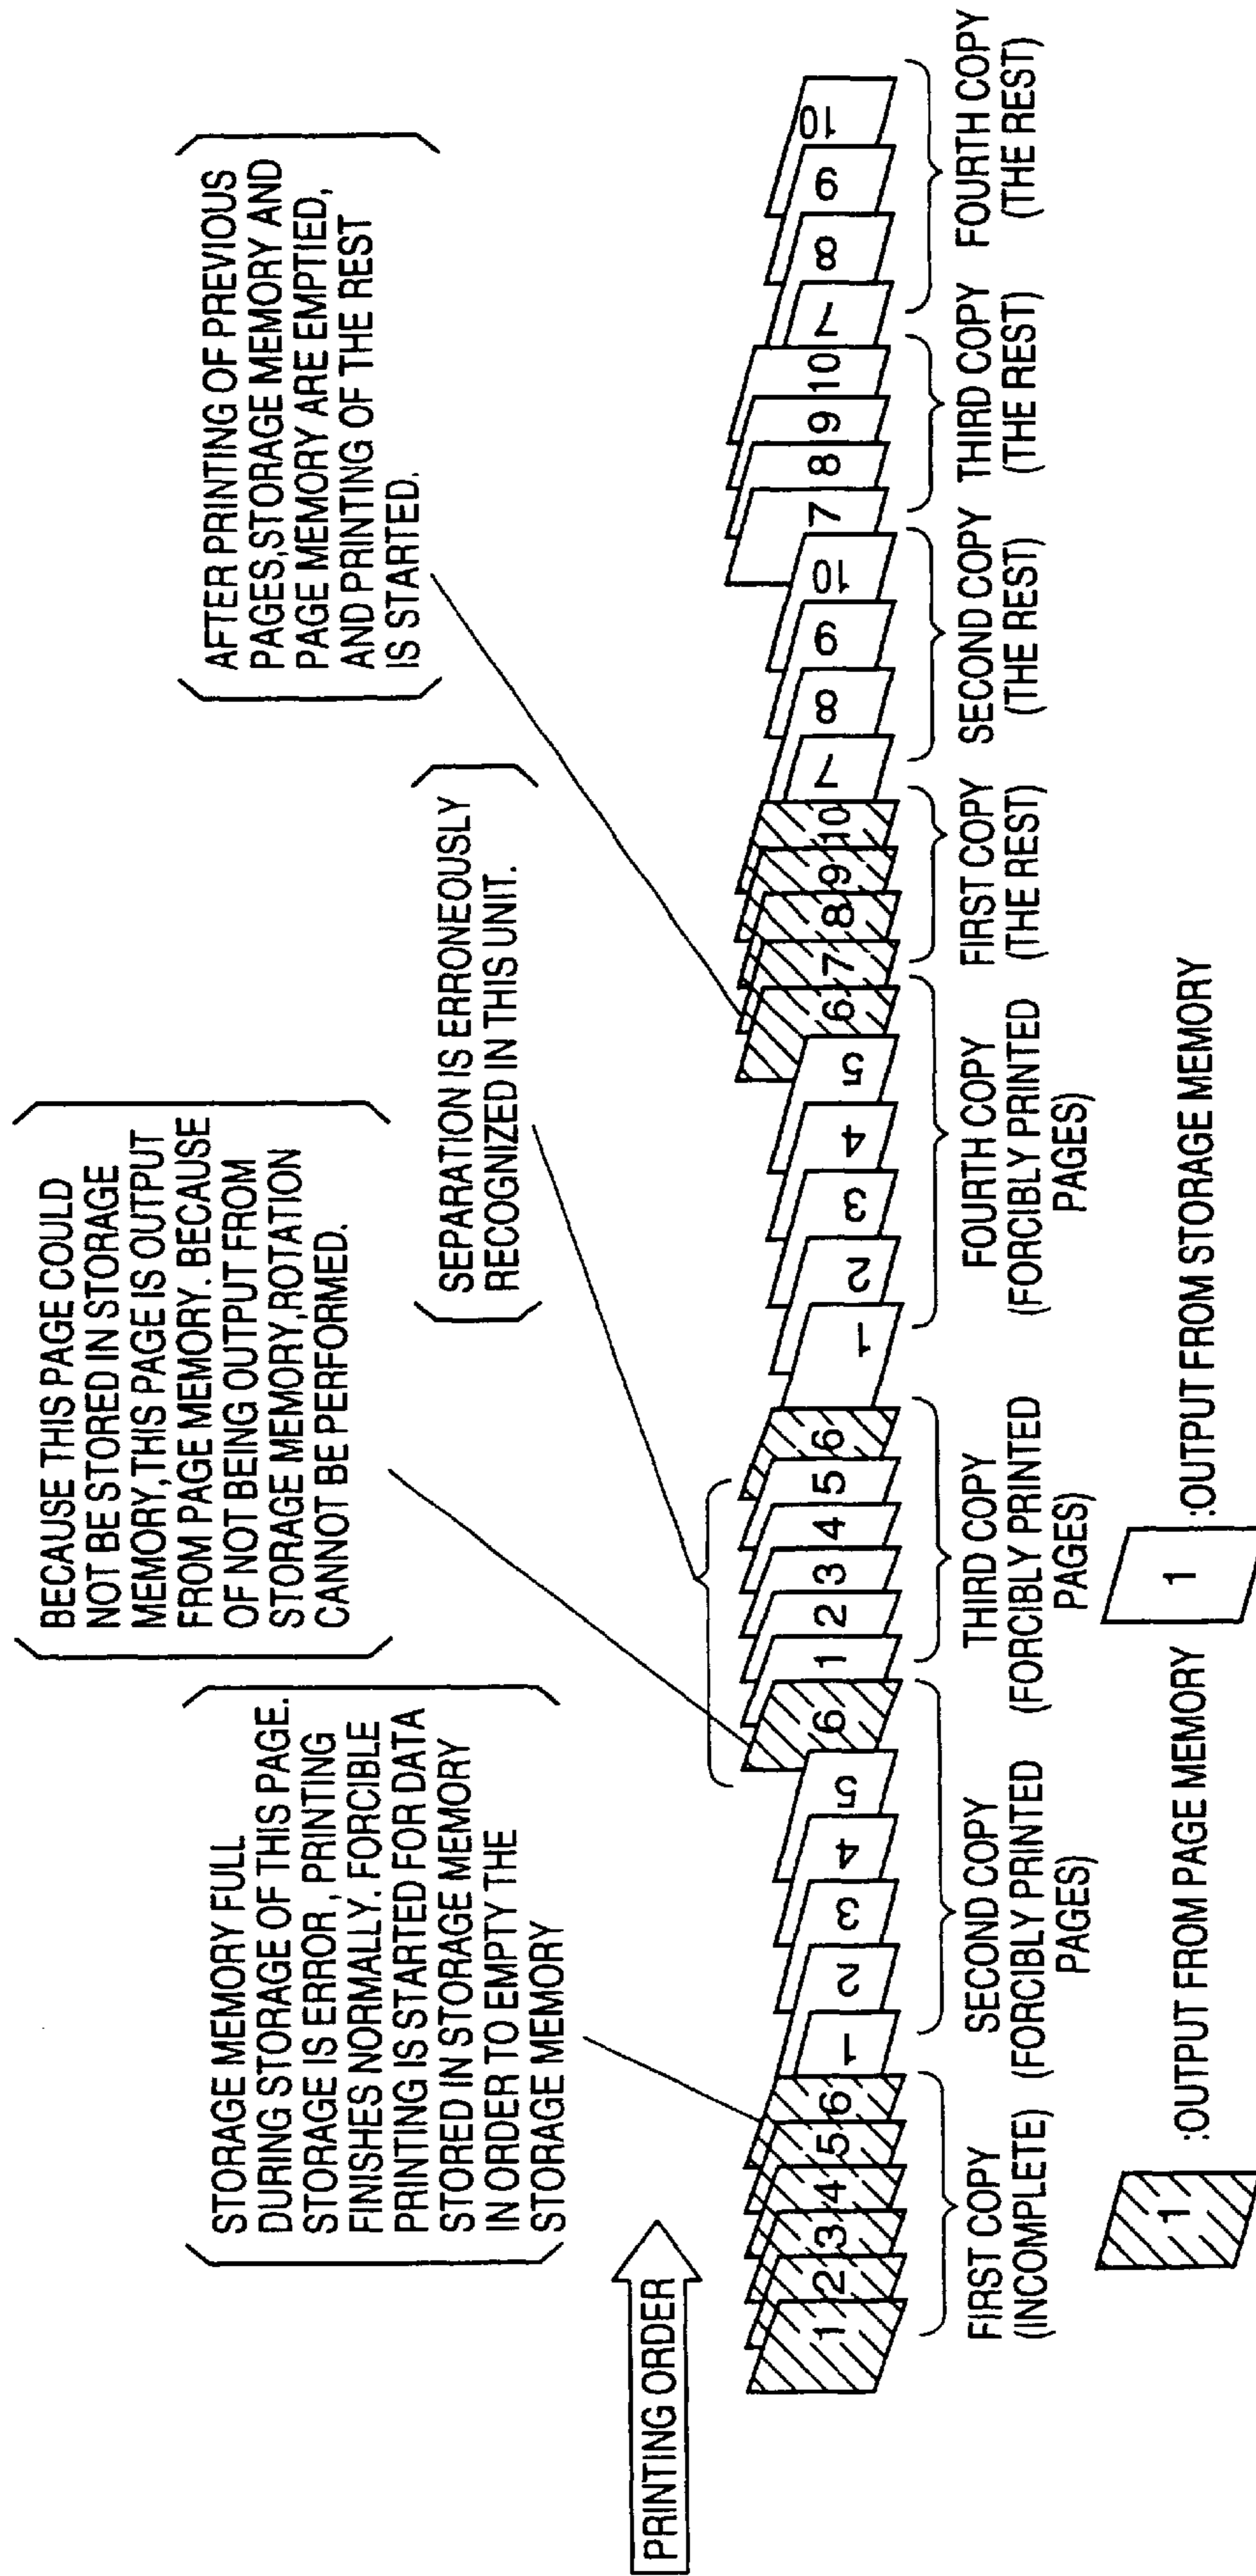 STORAGE MEMORY FULL
DURING STORAGE OF THIS PAGE.
STORAGE IS ERROR, PRINTING
FINISHES NORMALLY. FORCIBLE
PRINTING IS STARTED FOR DATA
STORED IN STORAGE MEMORY
IN ORDER TO EMPTY THE
STORAGE MEMORY
BECAUSE THIS PAGE COULD
NOT BE STORED IN STORAGE
MEMORY, THIS PAGE IS OUTPUT
FROM PAGE MEMORY. BECAUSE
OF NOT BEING OUTPUT FROM
STORAGE MEMORY, ROTATION
CANNOT BE PERFORMED.
SEPARATION IS ERRONEOUSLY
RECOGNIZED IN THIS UNIT.
AFTER PRINTING OF PREVIOUS
PAGES, STORAGE MEMORY AND
PAGE MEMORY ARE EMPTIED,
AND PRINTING OF THE REST
IS STARTED.
PRINTING ORDER
1 2 3 4 5 6 1 2 3 4 5 6 1 2 3 4 5 6 1 2 3 4 5 6 7 8 9 10 7 8 9 10 7 8 9 10 7 8 9 10
FIRST COPY
(INCOMPLETE)
SECOND COPY
(FORCIBLY PRINTED
PAGES)
THIRD COPY
(FORCIBLY PRINTED
PAGES)
FOURTH COPY
(FORCIBLY PRINTED
PAGES)
FIRST COPY
(THE REST)
SECOND COPY
(THE REST)
THIRD COPY
(THE REST)
FOURTH COPY
(THE REST)
1 :OUTPUT FROM PAGE MEMORY
1 :OUTPUT FROM STORAGE MEMORY